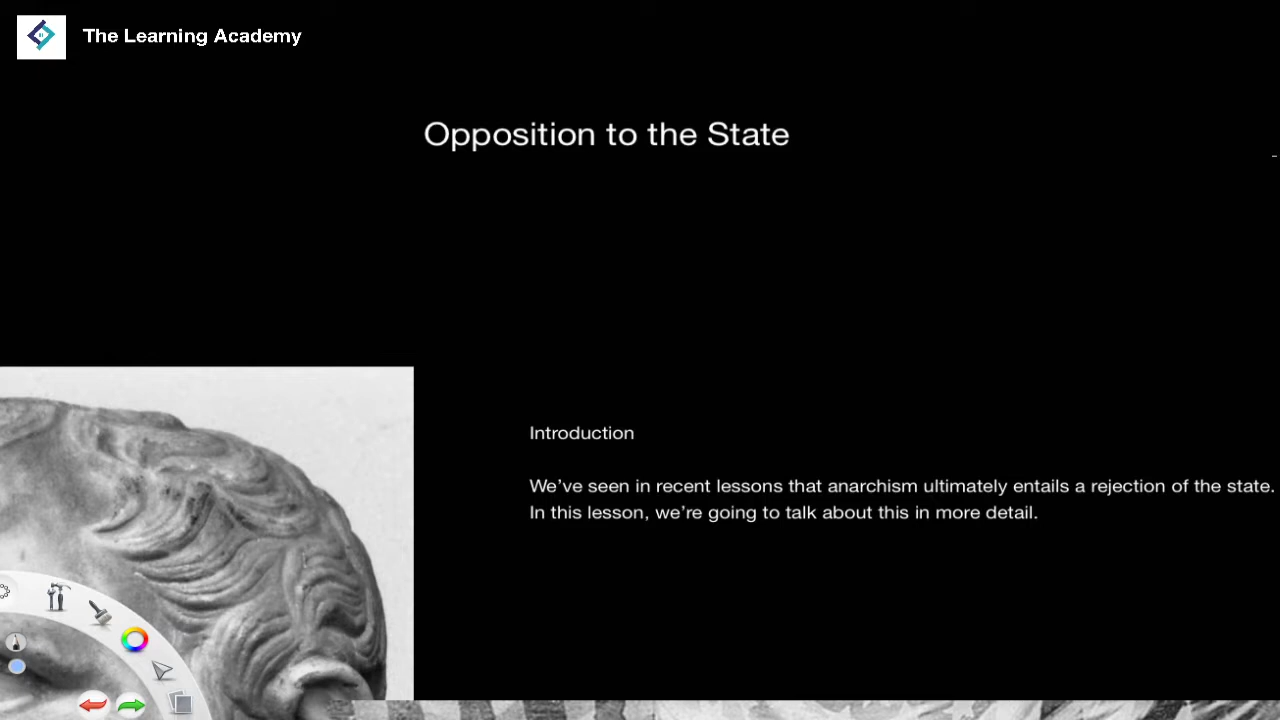 The Learning Academy
Opposition to the State
Introduction
We’ve seen in recent lessons that anarchism ultimately entails a rejection of the state.
In this lesson, we’re going to talk about this in more detail.